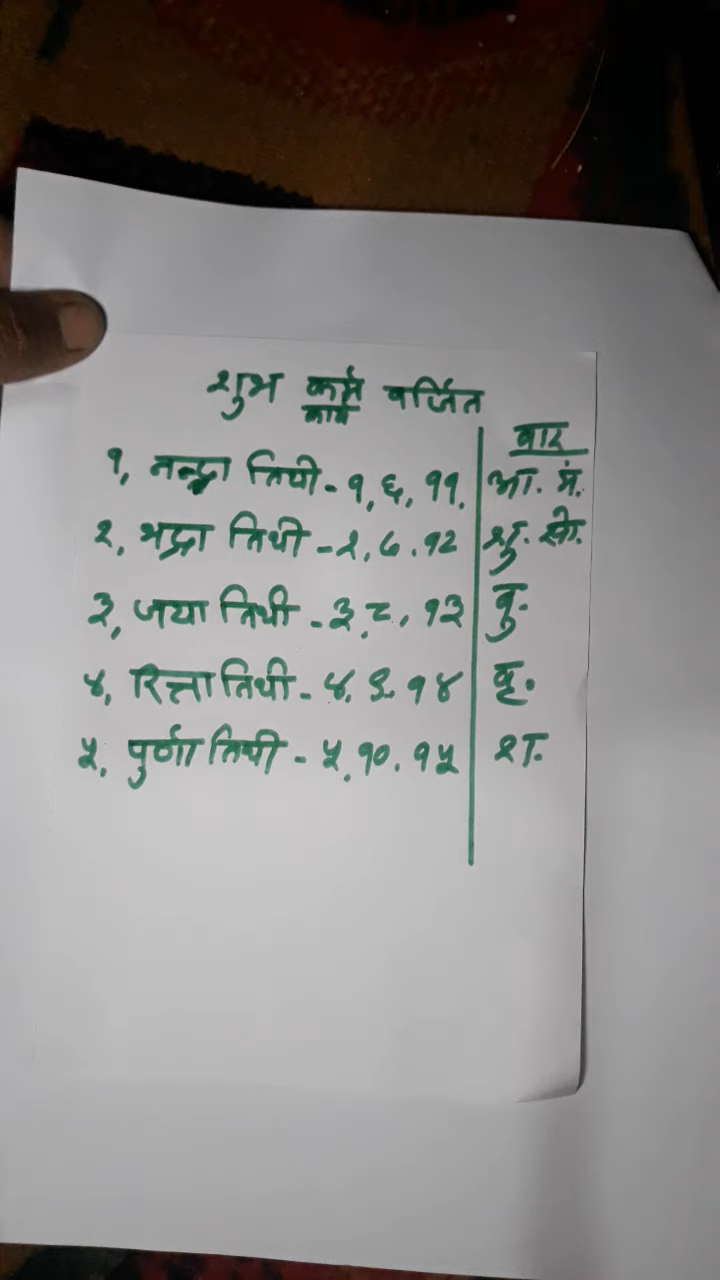 शुभ कर्म वर्जित
कार्य
वार
१, नन्द्रा तिथी - १, ६, ११. आ. मं.
२, भद्रा तिथी - २, ७. १२ शु. सो.
३, जया तिथी - ३, ८, १३ बु.
४, रित्ता तिथी - ४, ९. १४ बृ.
५, पुर्णा तिथी - ५, १०. १५ श.